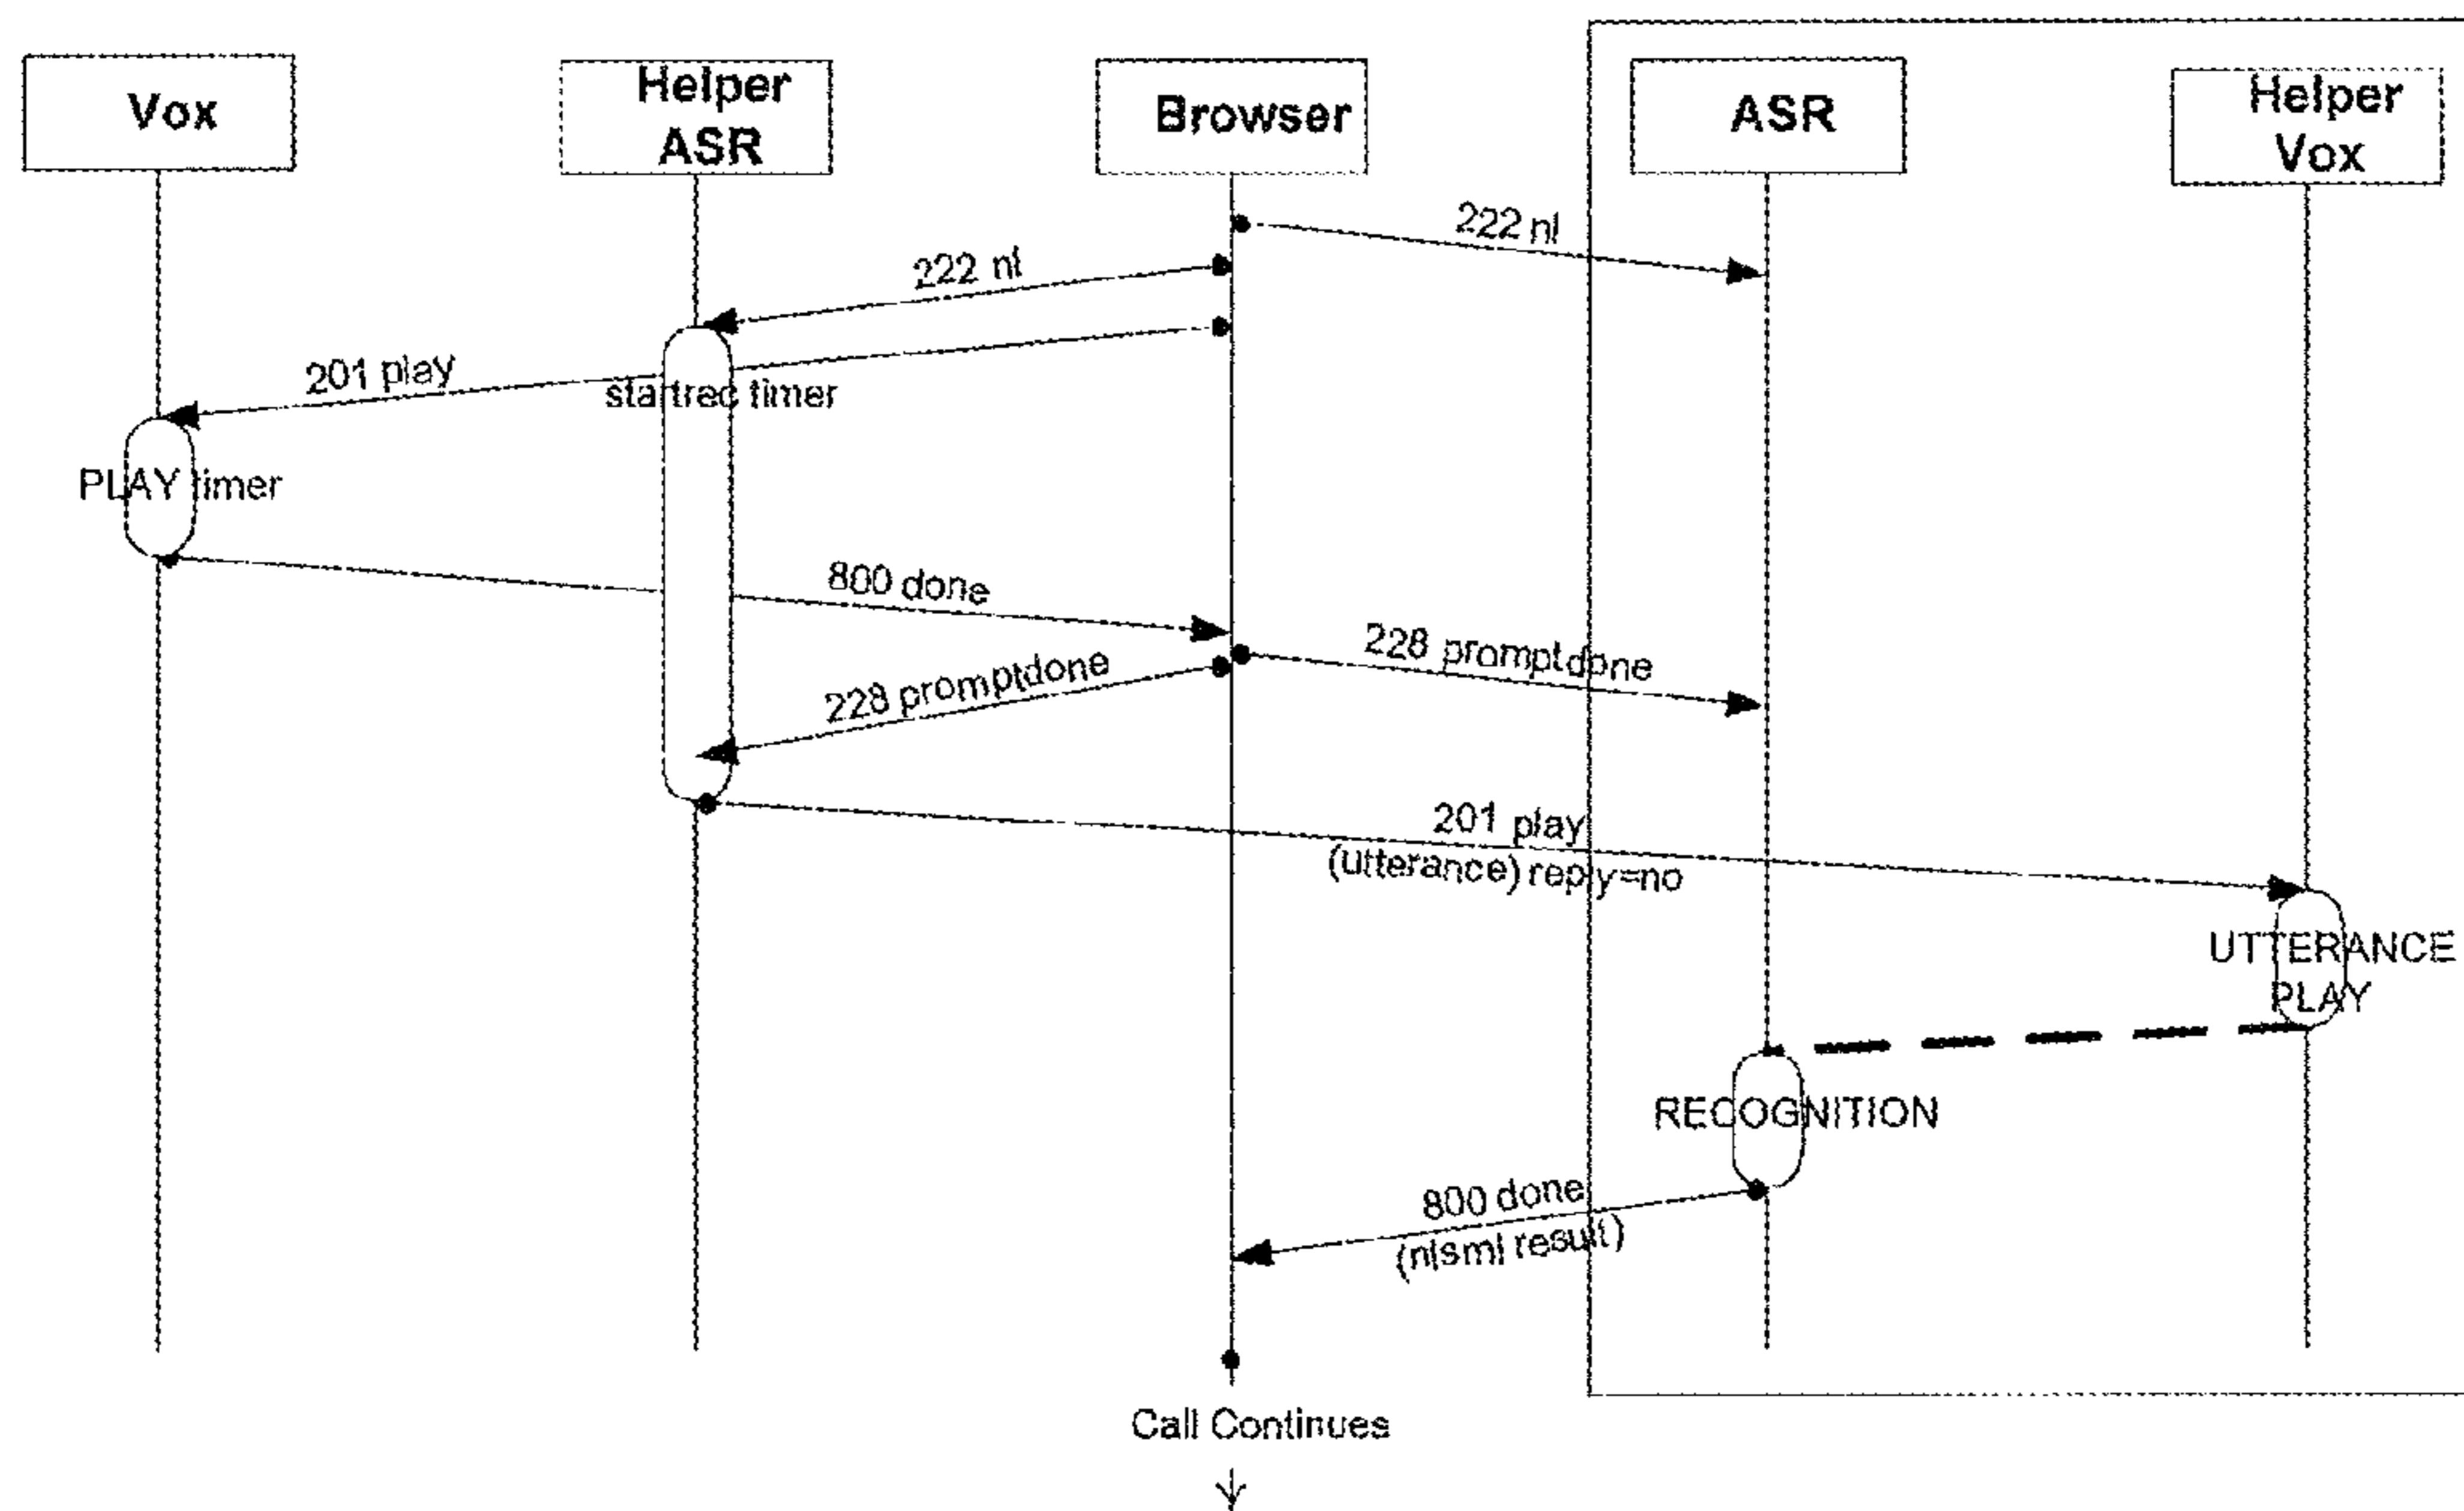 Vox
Helper
ASR
Browser
ASR
Helper
Vox
222 nl
222 nl
201 play
startrec timer
PLAY timer
800 done
228 promptdone
228 promptdone
201 play
(utterance) reply=no
UTTERANCE
PLAY
RECOGNITION
800 done
(nlsml result)
Call Continues